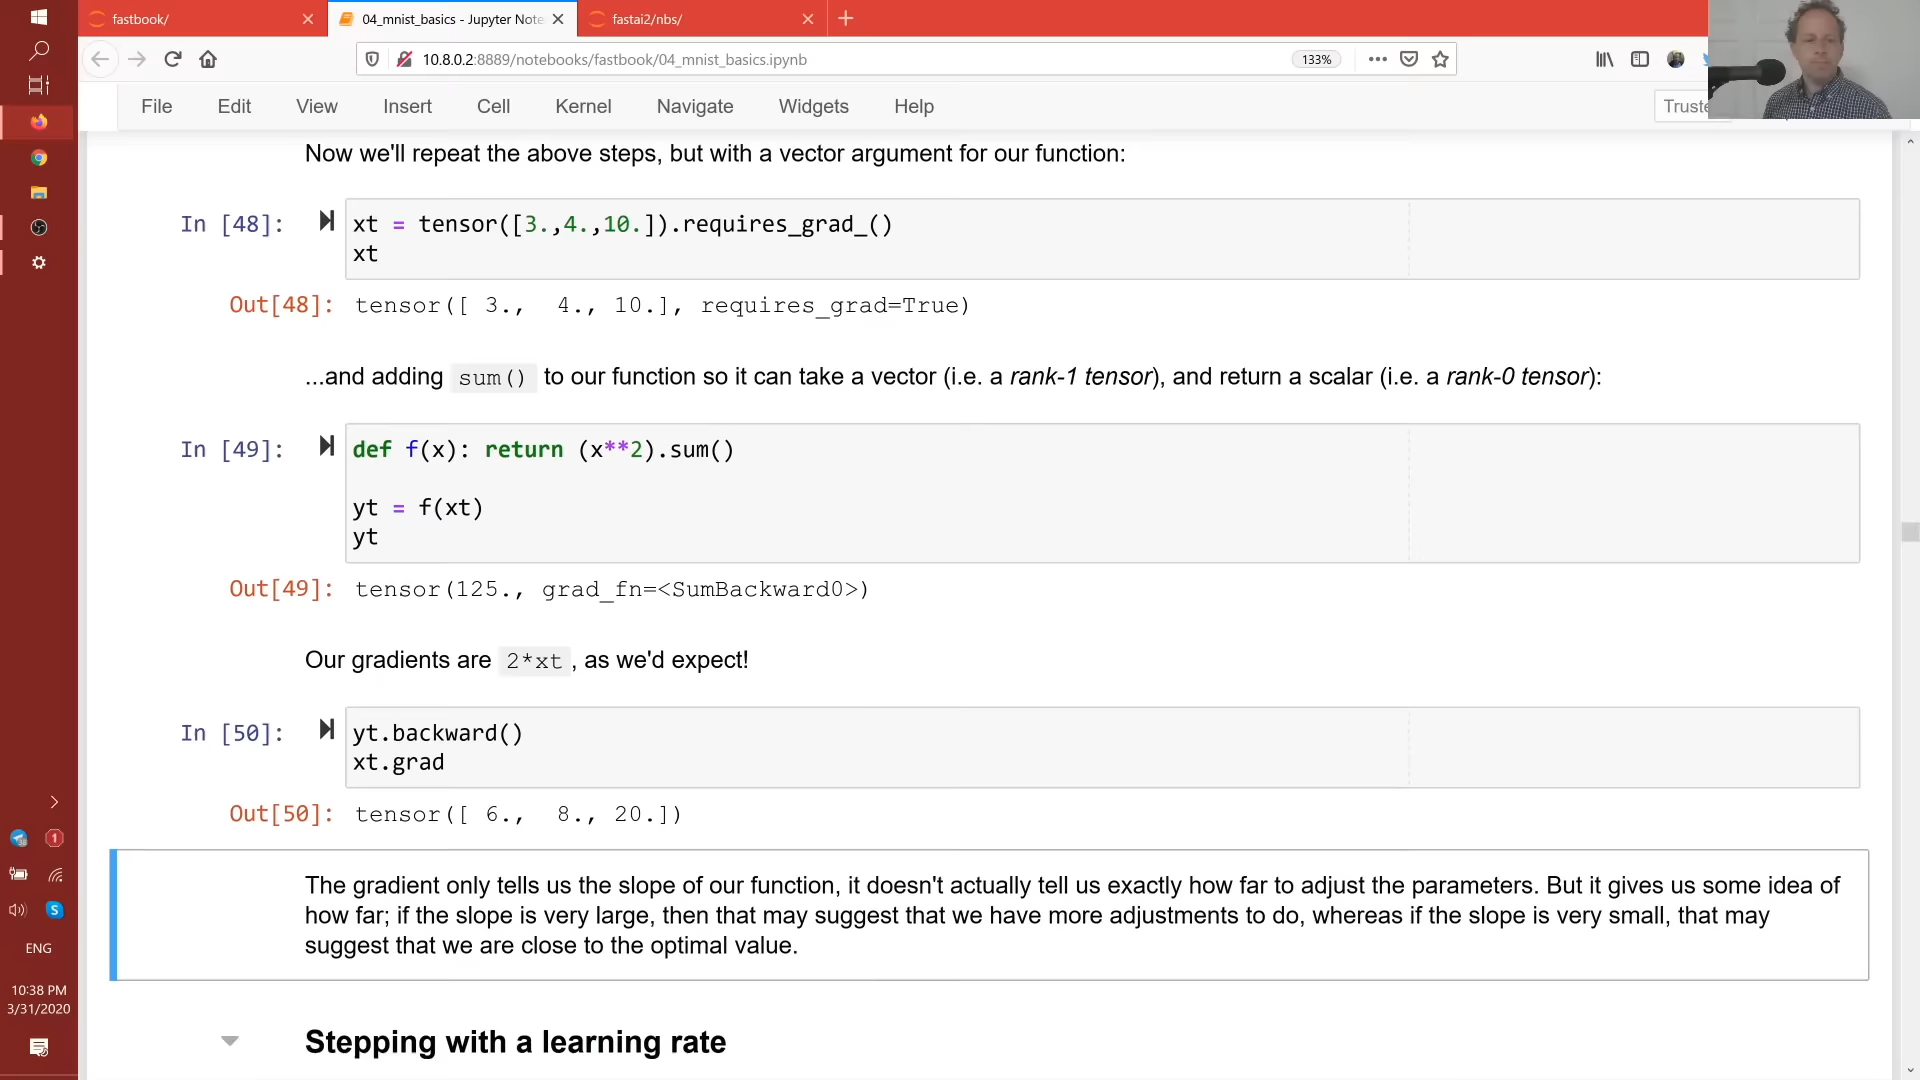 fastbook/
04_mnist_basics - Jupyter Note
fastai2/nbs/
10.8.0.2:8889/notebooks/fastbook/04_mnist_basics.ipynb
133%
File Edit View Insert Cell Kernel Navigate Widgets Help
Truste
Now we'll repeat the above steps, but with a vector argument for our function:
In [48]: xt = tensor([3.,4.,10.]).requires_grad_()
xt
Out[48]: tensor([ 3.,  4., 10.], requires_grad=True)
...and adding sum() to our function so it can take a vector (i.e. a rank-1 tensor), and return a scalar (i.e. a rank-0 tensor):
In [49]: def f(x): return (x**2).sum()
yt = f(xt)
yt
Out[49]: tensor(125., grad_fn=<SumBackward0>)
Our gradients are 2*xt, as we'd expect!
In [50]: yt.backward()
xt.grad
Out[50]: tensor([ 6.,  8., 20.])
The gradient only tells us the slope of our function, it doesn't actually tell us exactly how far to adjust the parameters. But it gives us some idea of
how far; if the slope is very large, then that may suggest that we have more adjustments to do, whereas if the slope is very small, that may
suggest that we are close to the optimal value.
Stepping with a learning rate
1
S
ENG
10:38 PM
3/31/2020